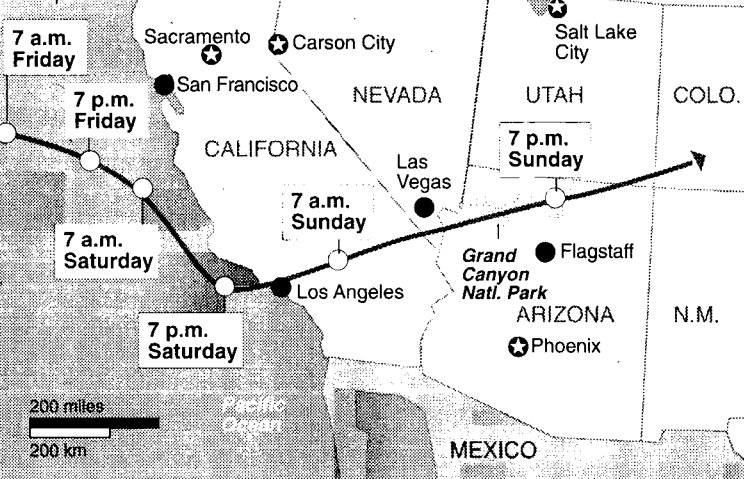 7 a.m.
Friday
Sacramento
Carson City
Salt Lake
City
San Francisco
7 p.m.
Friday
NEVADA
UTAH
COLO.
CALIFORNIA
Las
Vegas
7 p.m.
Sunday
7 a.m.
Sunday
7 a.m.
Saturday
Grand
Canyon
Natl. Park
Flagstaff
Los Angeles
7 p.m.
Saturday
ARIZONA
N.M.
Phoenix
200 miles
200 km
Pacific
Ocean
MEXICO